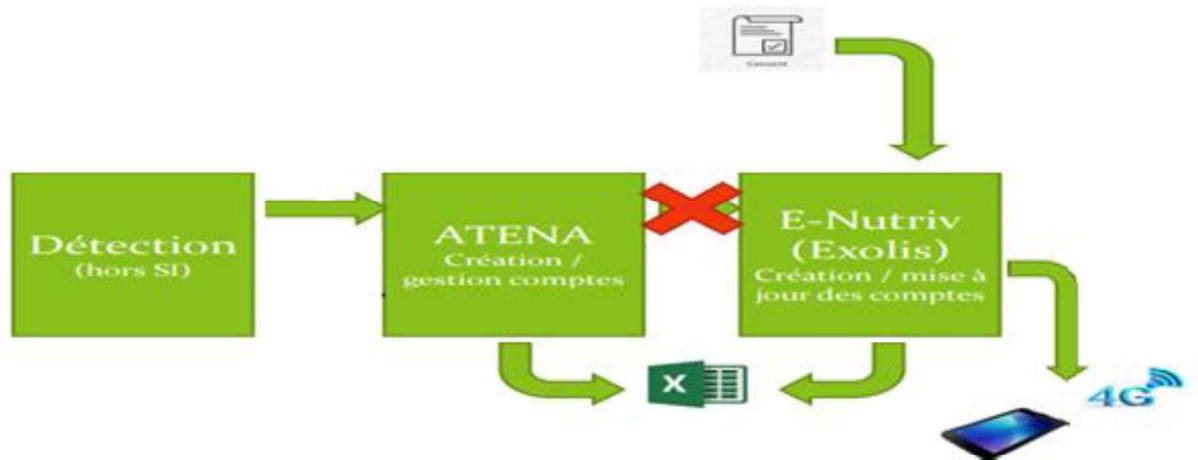 Détection
(hors SI)
ATENA
Création /
gestion comptes
E-Nutriv
(Exolis)
Création / mise à
jour des comptes
X
4G